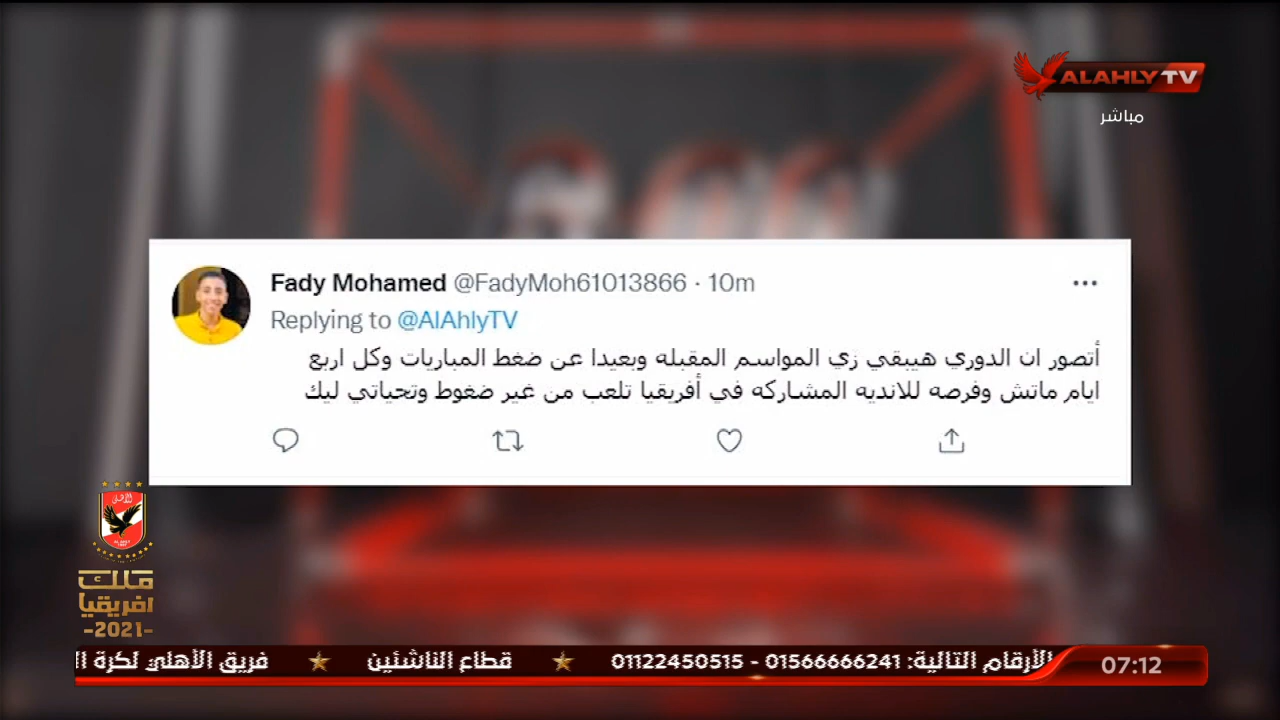 ALAHLY TV
مباشر
Fady Mohamed @FadyMoh61013866 · 10m
Replying to @AlAhlyTV
أتصور ان الدوري هيبقي زي المواسم المقبله وبعيدا عن ضغط المباريات وكل اربع
ايام ماتش وفرصه للانديه المشاركه في أفريقيا تلعب من غير ضغوط وتحياتي ليك
ملك
افريقيا
-2021-
الأرقام التالية: 01566666241 - 01122450515 ★ قطاع الناشئين ★ فريق الأهلي لكرة ال
07:12